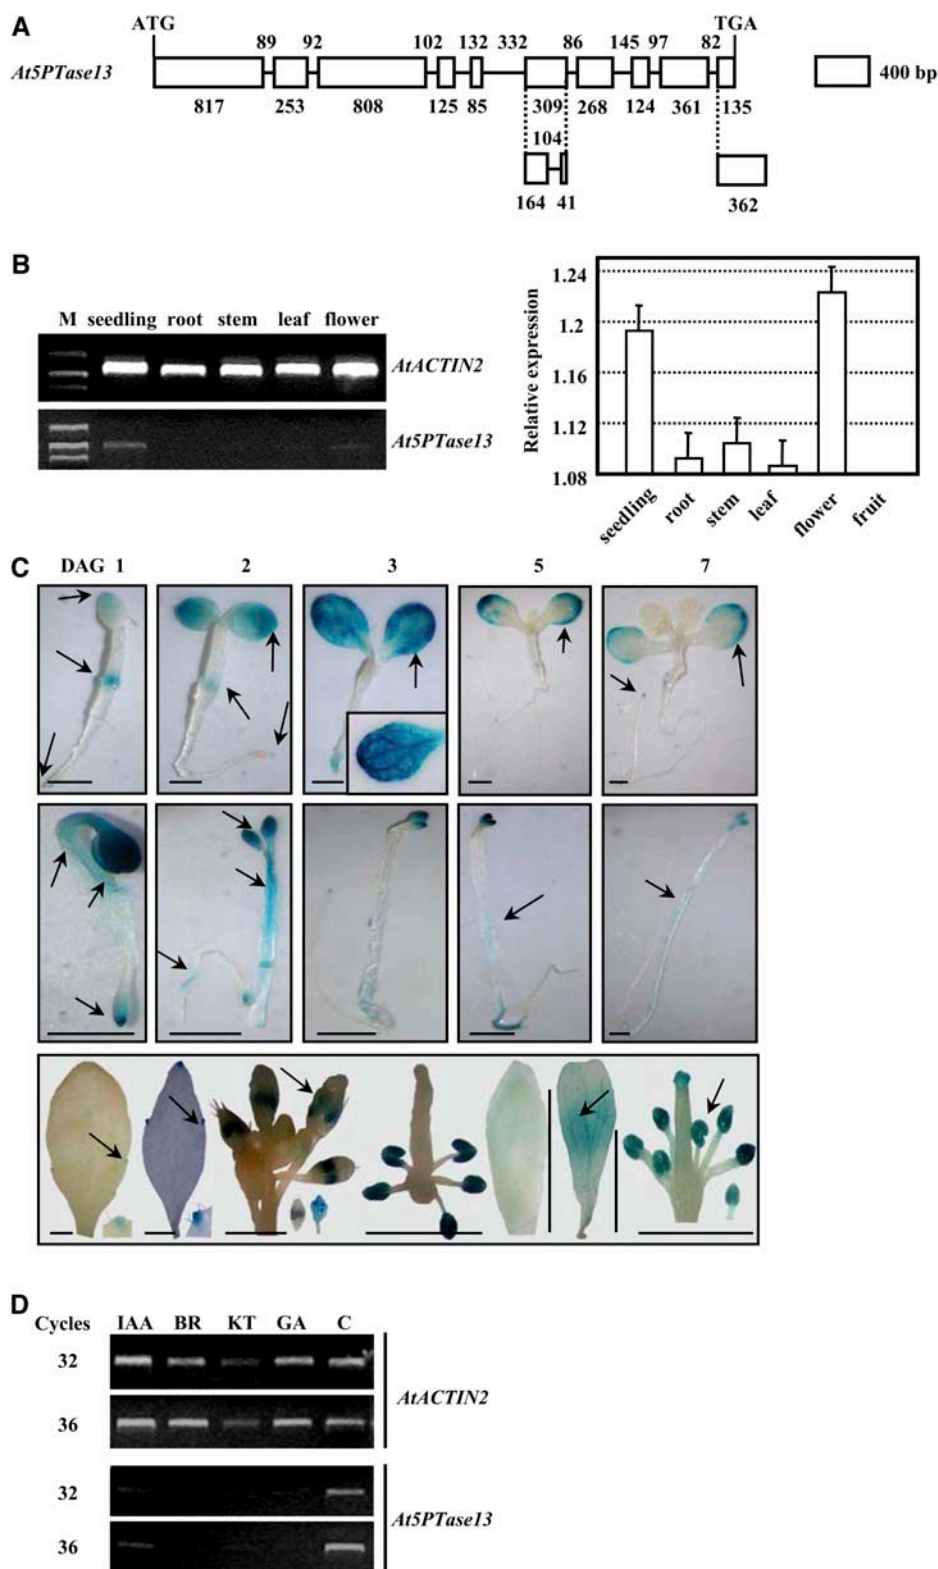 A
ATG
TGA
89 92 102 132 332 86 145 97 82
At5PTase13
400 bp
817 253 808 125 85 309 268 124 361 135
104
164 41 362
B
M seedling root stem leaf flower
AtACTIN2
At5PTase13
Relative expression
1.24
1.2
1.16
1.12
1.08
seedling root stem leaf flower fruit
C
DAG 1 2 3 5 7
D
Cycles IAA BR KT GA C
32
36
AtACTIN2
32
36
At5PTase13